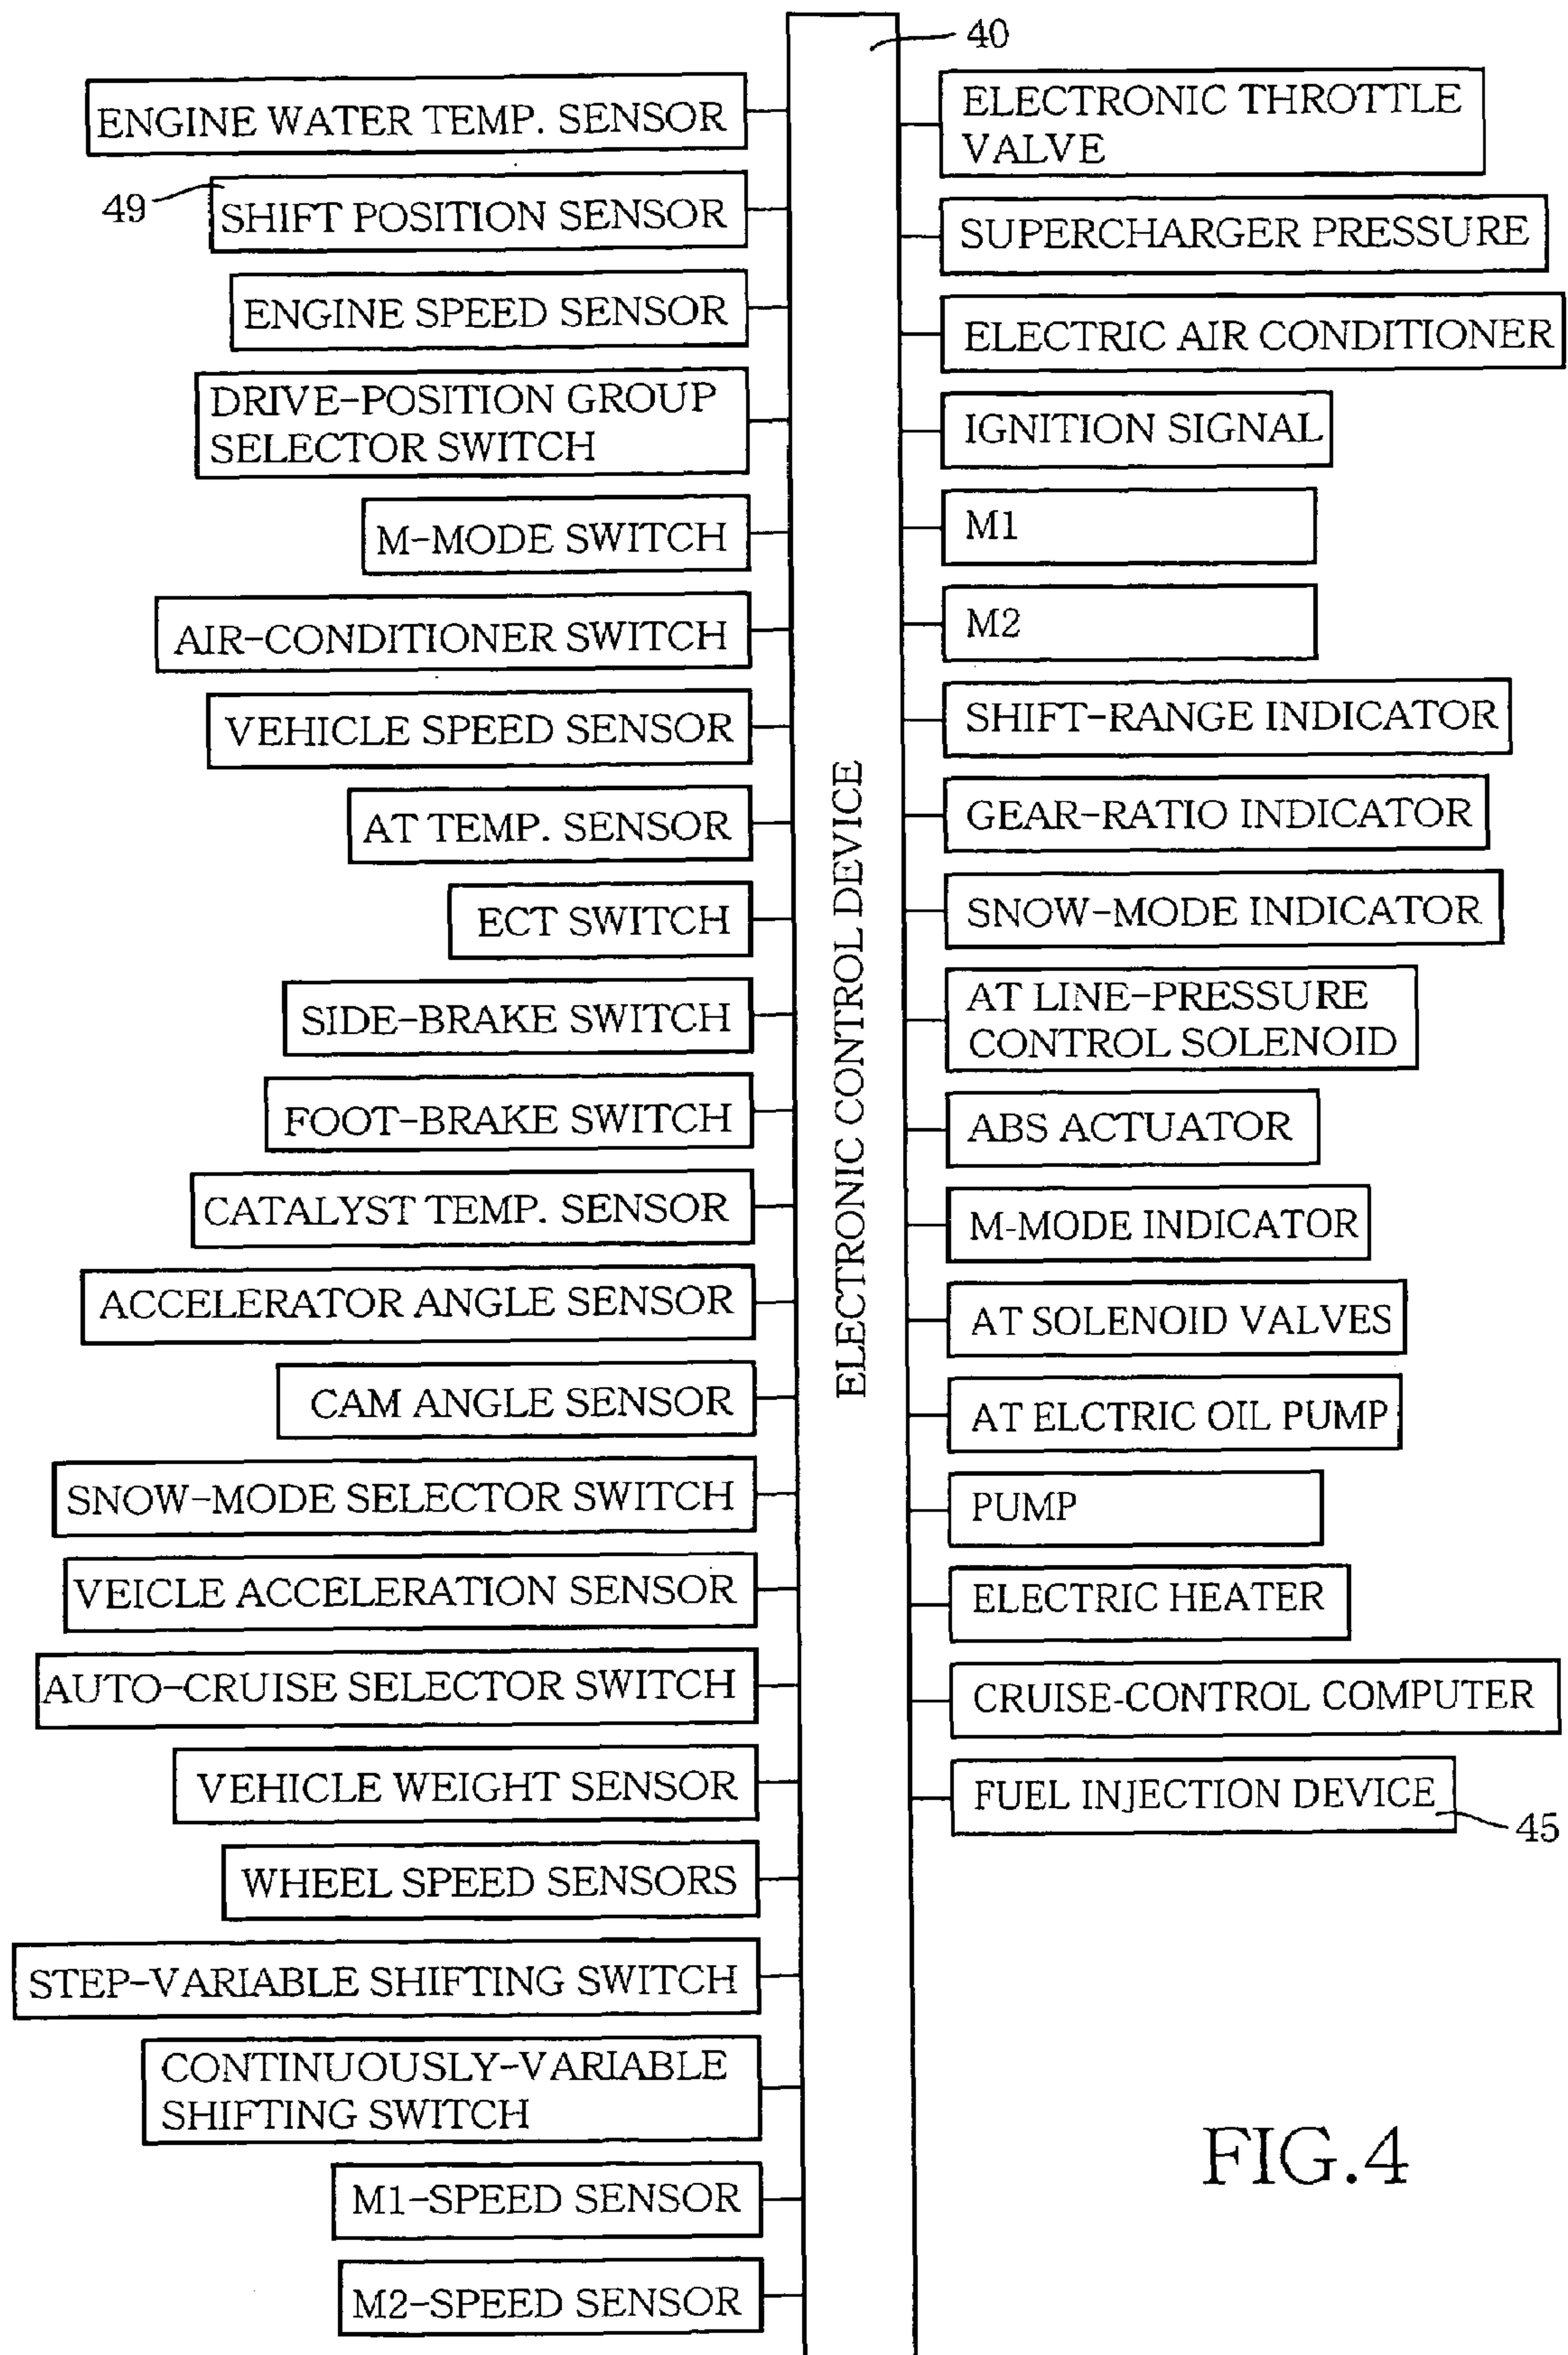 40
ENGINE WATER TEMP. SENSOR
49
SHIFT POSITION SENSOR
ENGINE SPEED SENSOR
DRIVE-POSITION GROUP
SELECTOR SWITCH
M-MODE SWITCH
AIR-CONDITIONER SWITCH
VEHICLE SPEED SENSOR
AT TEMP. SENSOR
ECT SWITCH
SIDE-BRAKE SWITCH
FOOT-BRAKE SWITCH
CATALYST TEMP. SENSOR
ACCELERATOR ANGLE SENSOR
CAM ANGLE SENSOR
SNOW-MODE SELECTOR SWITCH
VEICLE ACCELERATION SENSOR
AUTO-CRUISE SELECTOR SWITCH
VEHICLE WEIGHT SENSOR
WHEEL SPEED SENSORS
STEP-VARIABLE SHIFTING SWITCH
CONTINUOUSLY-VARIABLE
SHIFTING SWITCH
M1-SPEED SENSOR
M2-SPEED SENSOR
ELECTRONIC CONTROL DEVICE
ELECTRONIC THROTTLE
VALVE
SUPERCHARGER PRESSURE
ELECTRIC AIR CONDITIONER
IGNITION SIGNAL
M1
M2
SHIFT-RANGE INDICATOR
GEAR-RATIO INDICATOR
SNOW-MODE INDICATOR
AT LINE-PRESSURE
CONTROL SOLENOID
ABS ACTUATOR
M-MODE INDICATOR
AT SOLENOID VALVES
AT ELCTRIC OIL PUMP
PUMP
ELECTRIC HEATER
CRUISE-CONTROL COMPUTER
FUEL INJECTION DEVICE
45
FIG.4